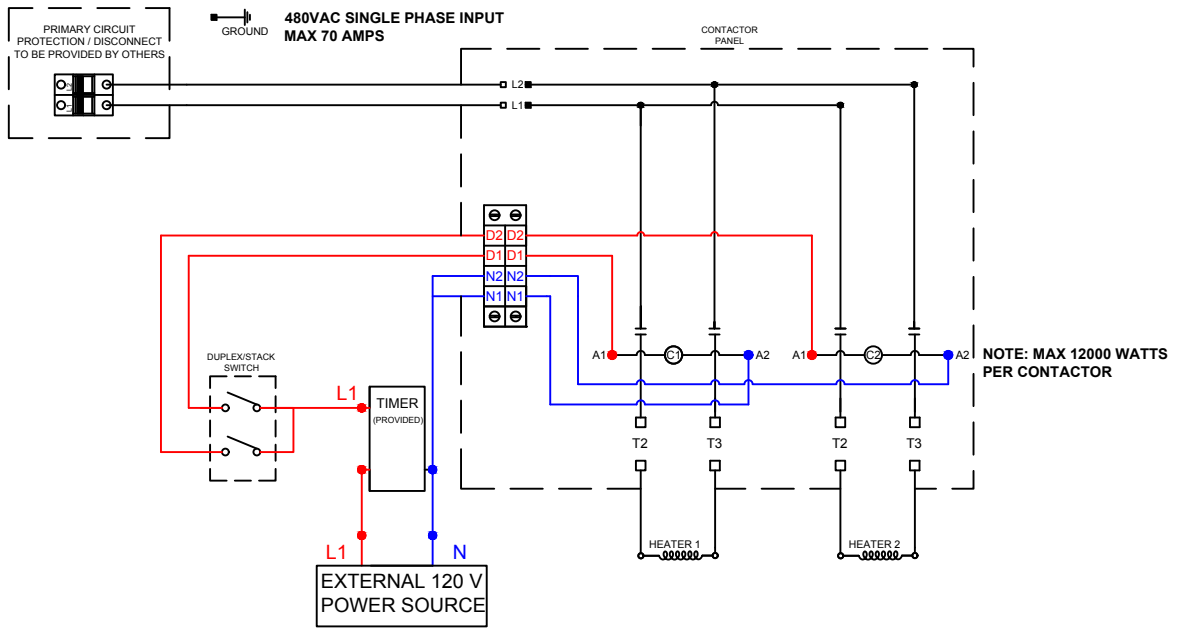 PRIMARY CIRCUIT
PROTECTION / DISCONNECT
TO BE PROVIDED BY OTHERS
L2
L1
GROUND
480VAC SINGLE PHASE INPUT
MAX 70 AMPS
CONTACTOR
PANEL
L2
L1
D2 D2
D1 D1
N2 N2
N1 N1
A1 C1 A2
A1 C2 A2
NOTE: MAX 12000 WATTS
PER CONTACTOR
DUPLEX/STACK
SWITCH
L1
TIMER
(PROVIDED)
T2 T3 T2 T3
HEATER 1
HEATER 2
L1 N
EXTERNAL 120 V
POWER SOURCE